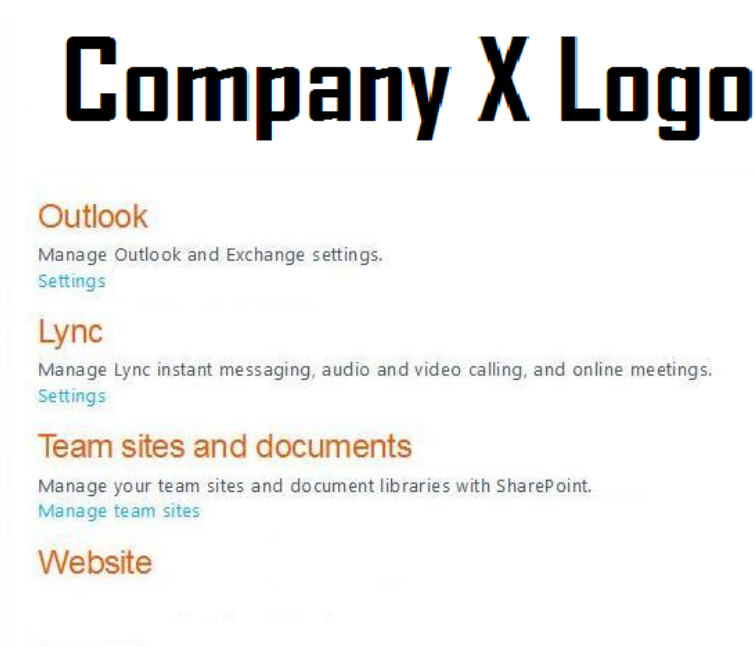 Company X Logo
Outlook
Manage Outlook and Exchange settings.
Settings
Lync
Manage Lync instant messaging, audio and video calling, and online meetings.
Settings
Team sites and documents
Manage your team sites and document libraries with SharePoint.
Manage team sites
Website